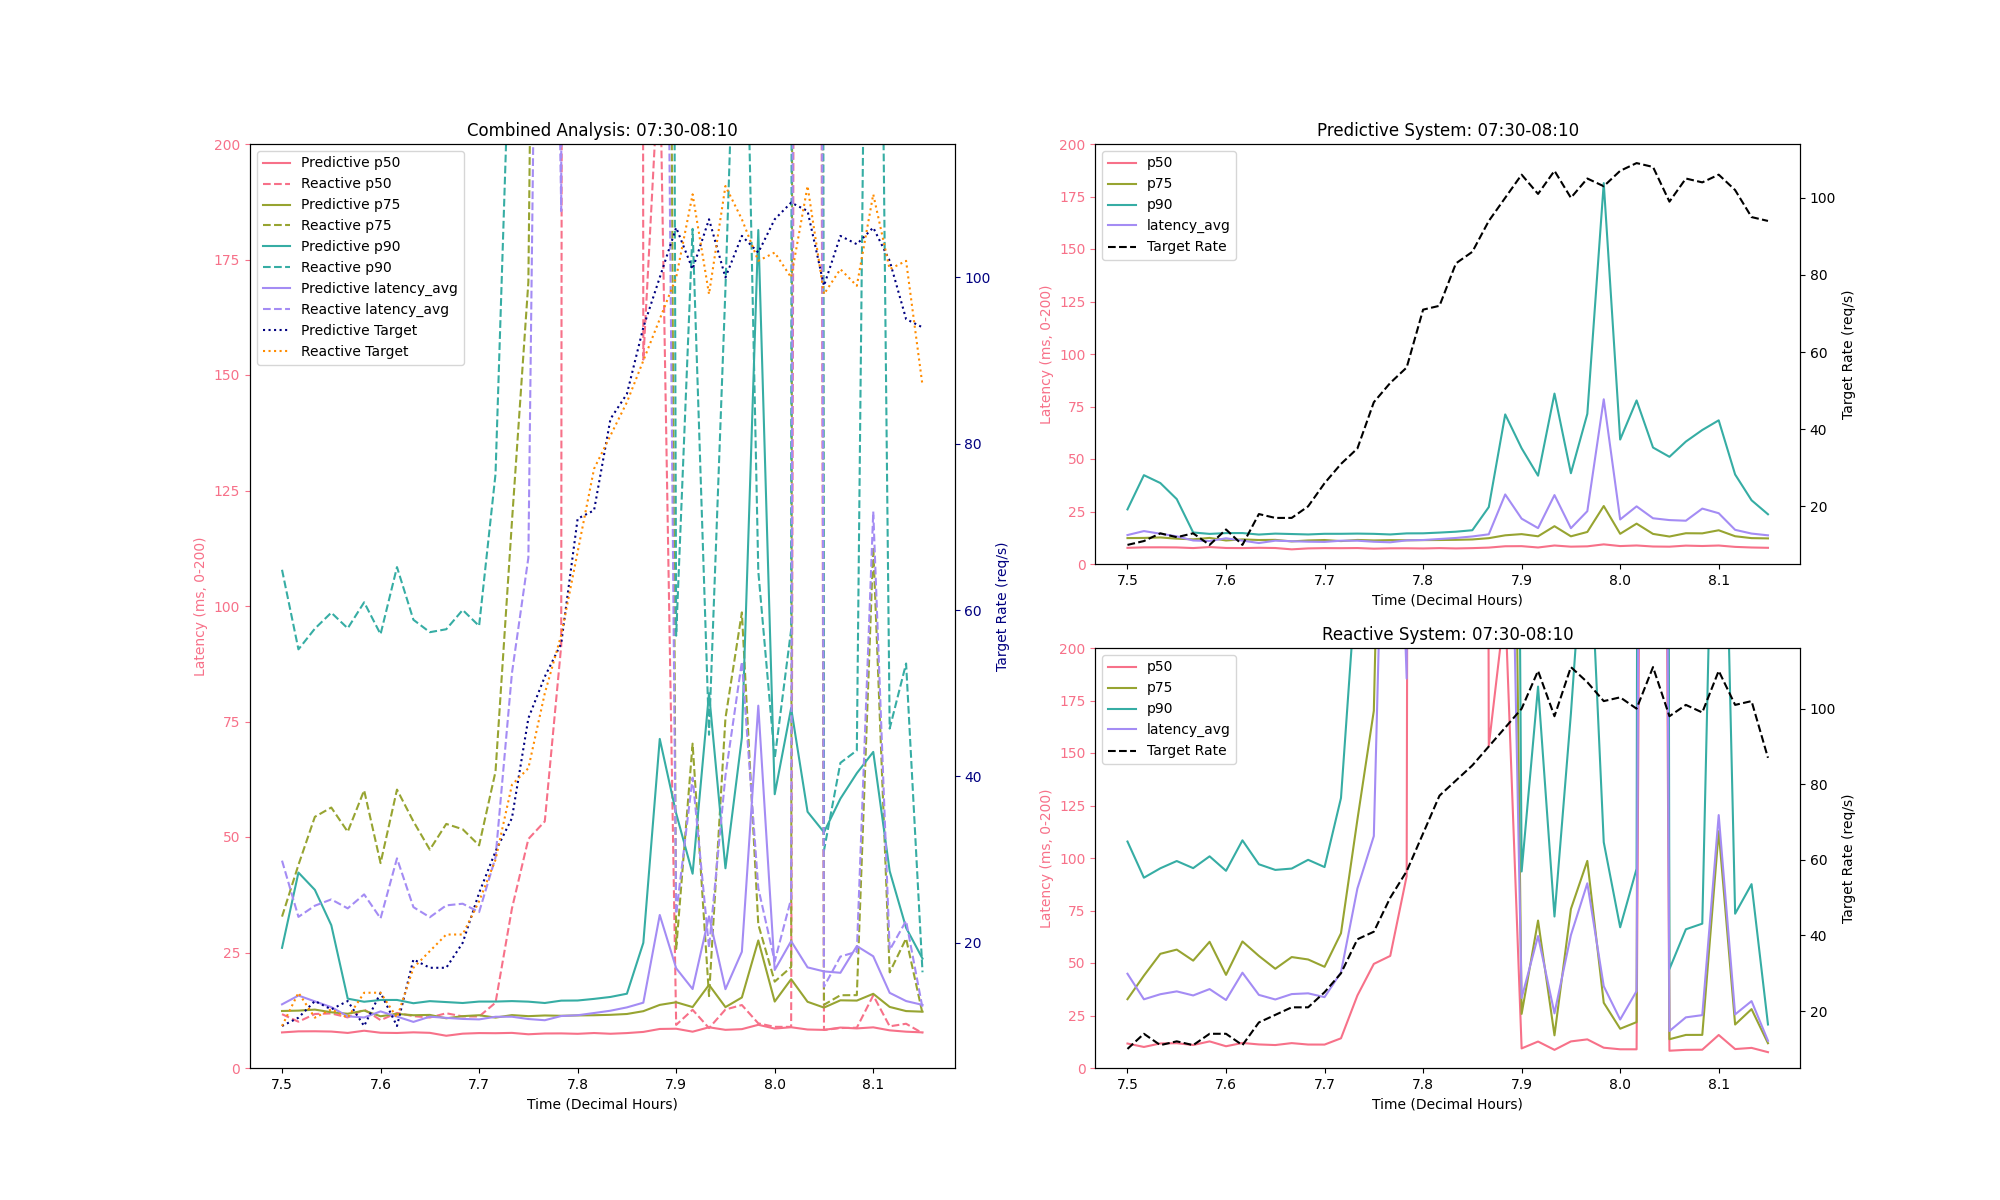 Combined Analysis: 07:30-08:10
Predictive p50
Reactive p50
Predictive p75
Reactive p75
Predictive p90
Reactive p90
Predictive latency_avg
Reactive latency_avg
Predictive Target
Reactive Target
200
175
150
125
100
75
50
25
0
Latency (ms, 0-200)
100
80
60
40
20
Target Rate (req/s)
7.5 7.6 7.7 7.8 7.9 8.0 8.1
Time (Decimal Hours)
Predictive System: 07:30-08:10
p50
p75
p90
latency_avg
Target Rate
200
175
150
125
100
75
50
25
0
Latency (ms, 0-200)
100
80
60
40
20
Target Rate (req/s)
7.5 7.6 7.7 7.8 7.9 8.0 8.1
Time (Decimal Hours)
Reactive System: 07:30-08:10
p50
p75
p90
latency_avg
Target Rate
200
175
150
125
100
75
50
25
0
Latency (ms, 0-200)
100
80
60
40
20
Target Rate (req/s)
7.5 7.6 7.7 7.8 7.9 8.0 8.1
Time (Decimal Hours)